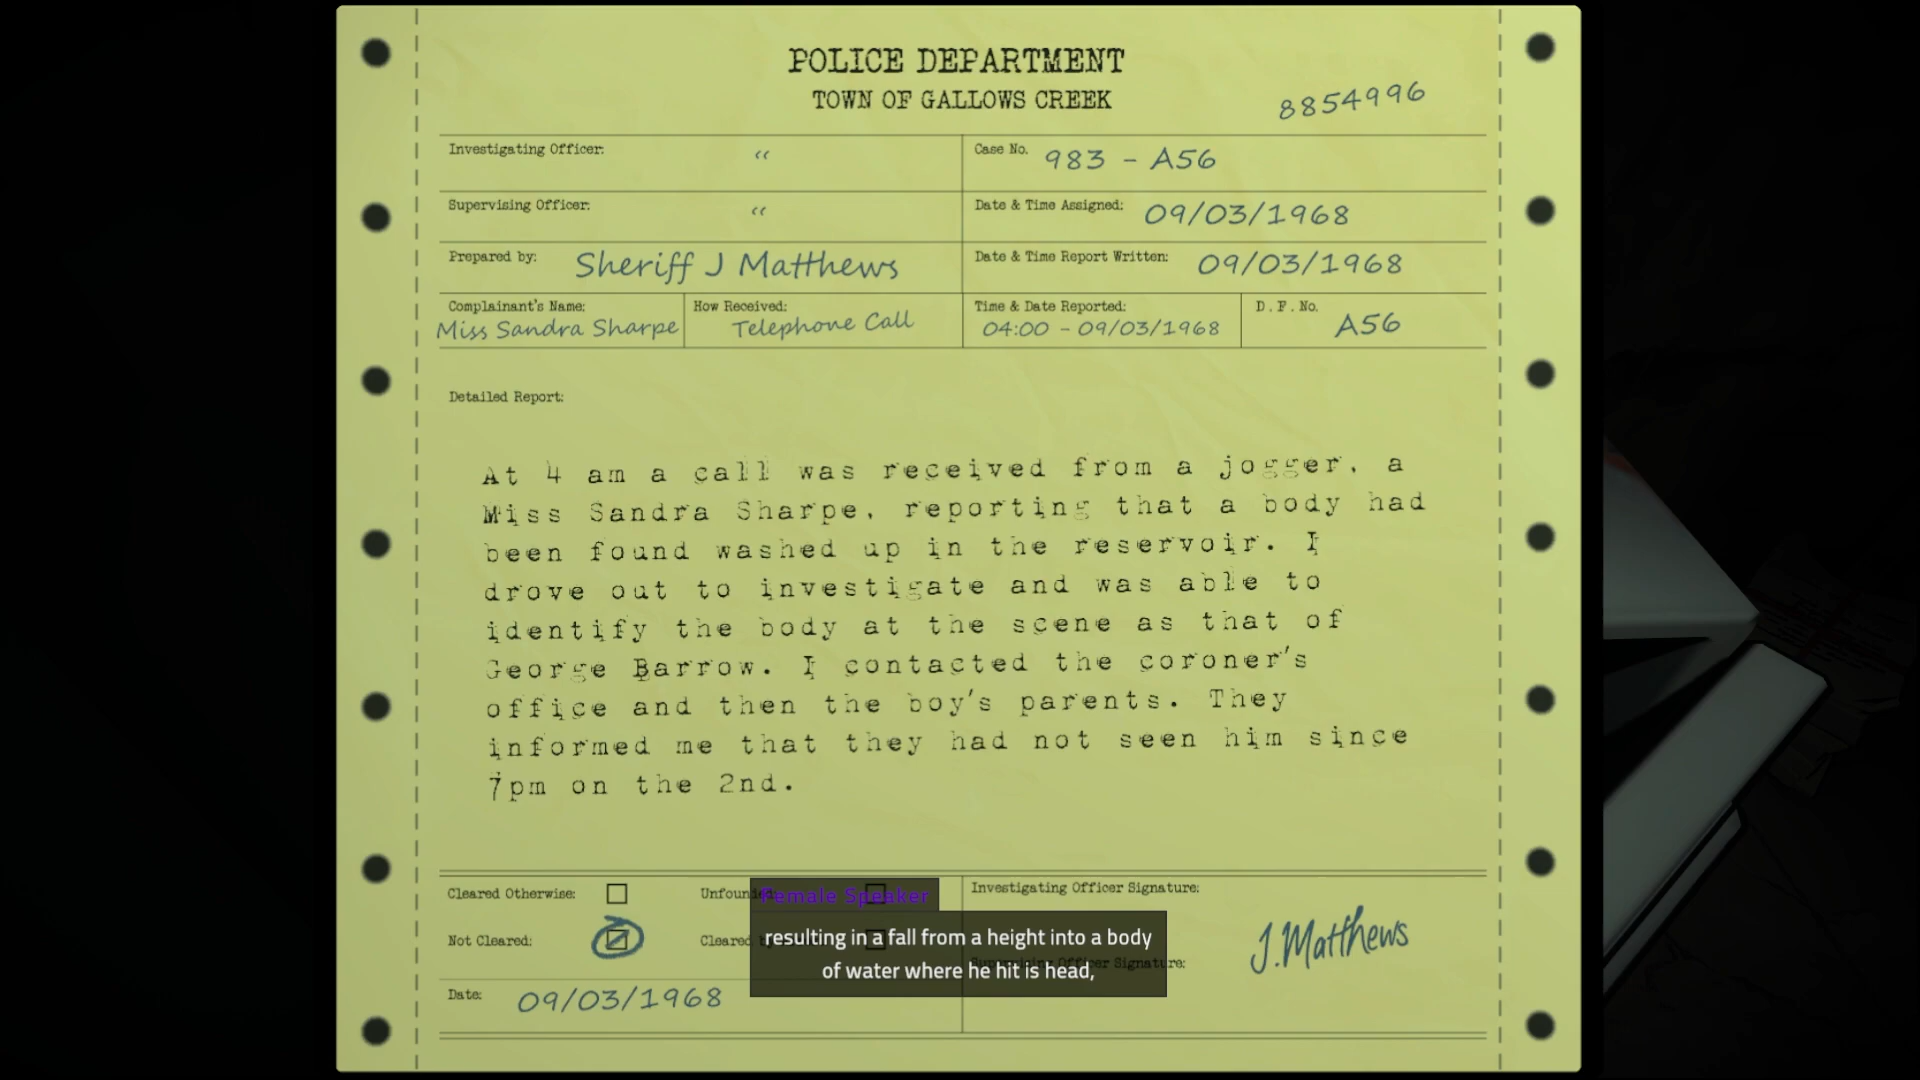 POLICE DEPARTMENT
TOWN OF GALLOWS CREEK
8854996
Investigating Officer: "
Case No. 983 - A56
Supervising Officer: "
Date & Time Assigned: 09/03/1968
Prepared by: Sheriff J Matthews
Date & Time Report Written: 09/03/1968
Complainant's Name: How Received: Time & Date Reported: D.F.No.
Miss Sandra Sharpe Telephone Call 04:00 - 09/03/1968 A56
Detailed Report:
At 4 am a call was received from a jogger, a
Miss Sandra Sharpe, reporting that a body had
been found washed up in the reservoir. I
drove out to investigate and was able to
identify the body at the scene as that of
George Barrow. I contacted the coroner's
office and then the boy's parents. They
informed me that they had not seen him since
7pm on the 2nd.
Cleared Otherwise:
Female Speaker
Investigating Officer Signature:
Not Cleared: Cleared
resulting in a fall from a height into a body
of water where he hit is head,
J.Matthews
Officer Signature:
Date: 09/03/1968